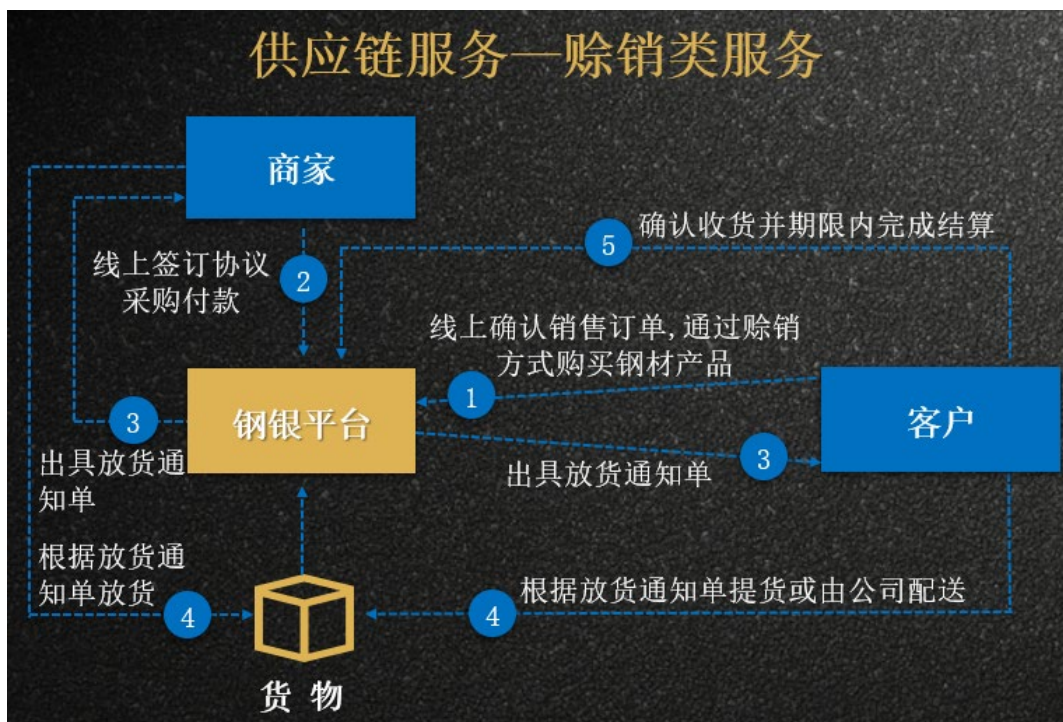 供应链服务—赊销类服务
商家
确认收货并期限内完成结算
5
线上签订协议
采购付款
2
线上确认销售订单,通过赊销
方式购买钢材产品
1
钢银平台
客户
3
出具放货通
知单
3
出具放货通知单
根据放货通
知单放货
4
根据放货通知单提货或由公司配送
4
货 物